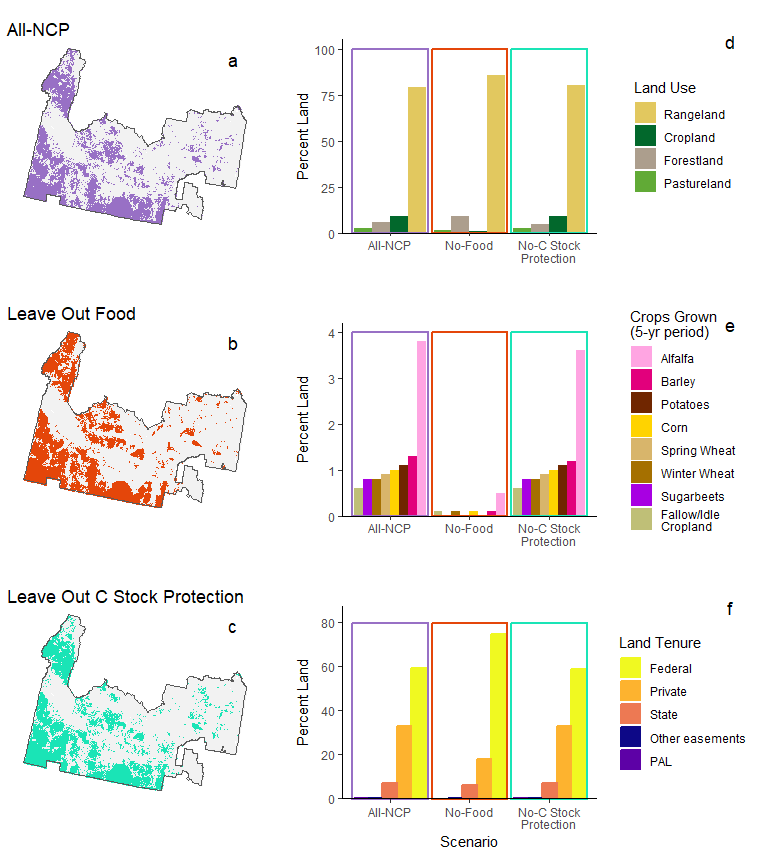 All-NCP
a
d
100
75
50
25
0
Percent Land
All-NCP
No-Food
No-C Stock
Protection
Land Use
Rangeland
Cropland
Forestland
Pastureland
Leave Out Food
b
e
4
3
2
1
0
Percent Land
All-NCP
No-Food
No-C Stock
Protection
Crops Grown
(5-yr period)
Alfalfa
Barley
Potatoes
Corn
Spring Wheat
Winter Wheat
Sugarbeets
Fallow/Idle
Cropland
Leave Out C Stock Protection
c
f
80
60
40
20
0
Percent Land
All-NCP
No-Food
No-C Stock
Protection
Scenario
Land Tenure
Federal
Private
State
Other easements
PAL